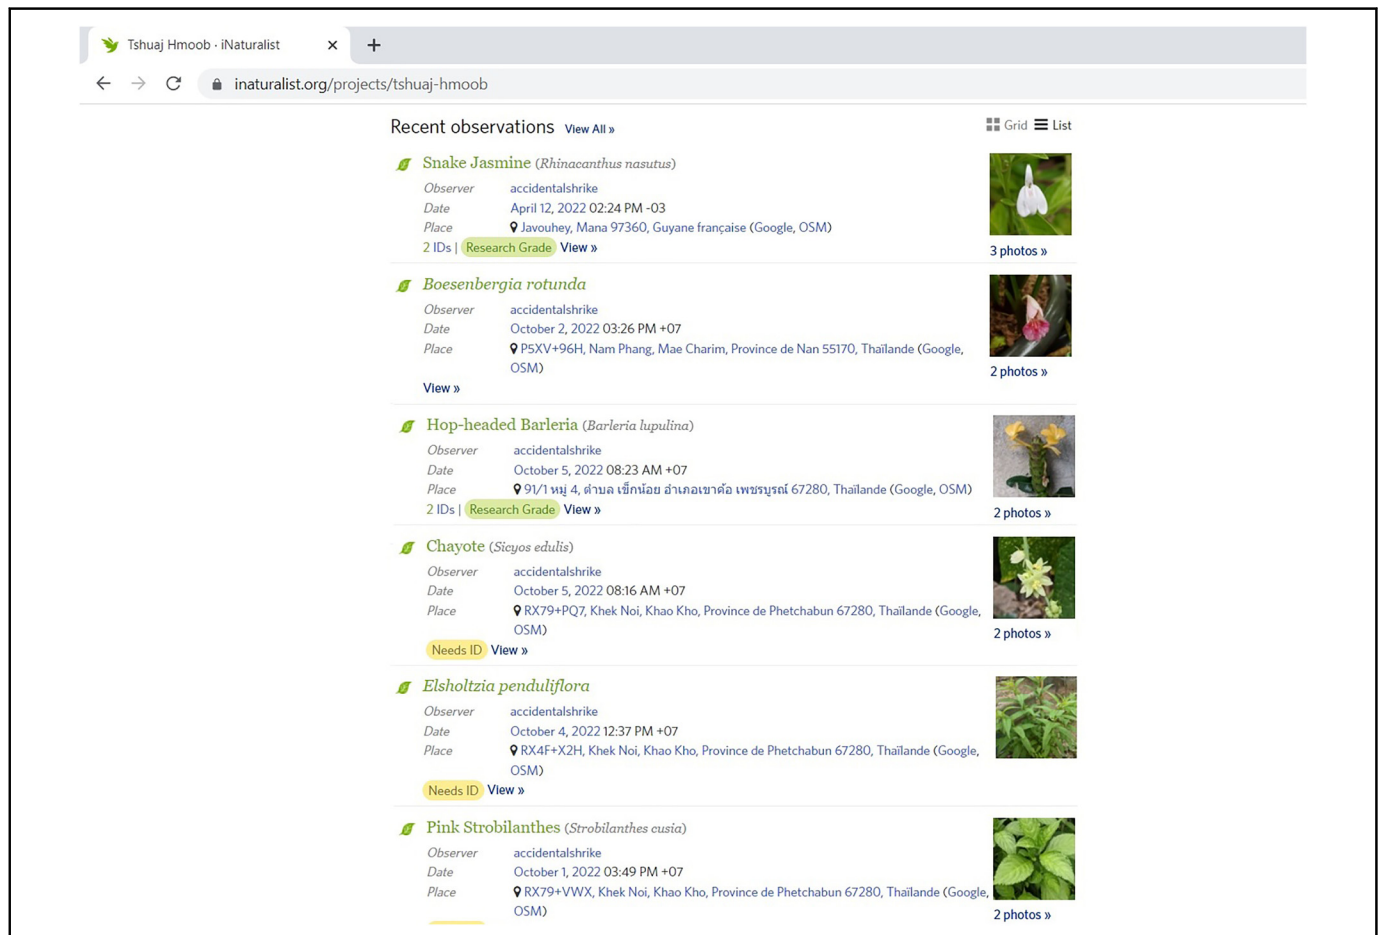 Tshuaj Hmoob · iNaturalist
inaturalist.org/projects/tshuaj-hmoob
Recent observations View All »
Grid List
Snake Jasmine (Rhinacanthus nasutus)
Observer accidentalshrike
Date April 12, 2022 02:24 PM -03
Place Javouhey, Mana 97360, Guyane française (Google, OSM)
2 IDs | Research Grade View »
3 photos »
Boesenbergia rotunda
Observer accidentalshrike
Date October 2, 2022 03:26 PM +07
Place P5XV+96H, Nam Phang, Mae Charim, Province de Nan 55170, Thaïlande (Google,
OSM)
2 photos »
View »
Hop-headed Barleria (Barleria lupulina)
Observer accidentalshrike
Date October 5, 2022 08:23 AM +07
Place 91/1 หมู่ 4, ตำบล เข็กน้อย อำเภอเขาค้อ เพชรบูรณ์ 67280, Thaïlande (Google, OSM)
2 IDs | Research Grade View »
2 photos »
Chayote (Sicyos edulis)
Observer accidentalshrike
Date October 5, 2022 08:16 AM +07
Place RX79+PQ7, Khek Noi, Khao Kho, Province de Phetchabun 67280, Thaïlande (Google,
OSM)
2 photos »
Needs ID View »
Elsholtzia penduliflora
Observer accidentalshrike
Date October 4, 2022 12:37 PM +07
Place RX4F+X2H, Khek Noi, Khao Kho, Province de Phetchabun 67280, Thaïlande (Google,
OSM)
Needs ID View »
Pink Strobilanthes (Strobilanthes cusia)
Observer accidentalshrike
Date October 1, 2022 03:49 PM +07
Place RX79+VWX, Khek Noi, Khao Kho, Province de Phetchabun 67280, Thaïlande (Google,
OSM)
2 photos »